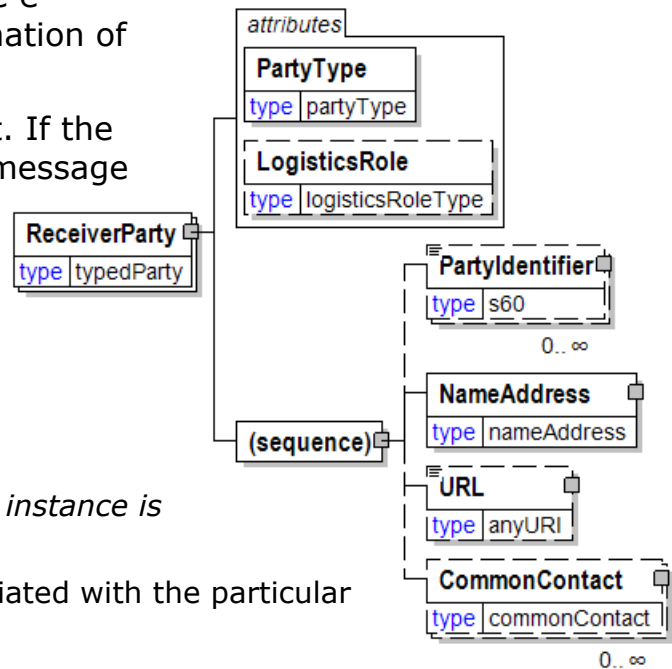 ation of
t. If the
message
instance is
iated with the particular
attributes
PartyType
type partyType
LogisticsRole
type logisticsRoleType
ReceiverParty
type typedParty
(sequence)
PartyIdentifier
type s60
0.. ∞
NameAddress
type nameAddress
URL
type anyURI
CommonContact
type commonContact
0.. ∞